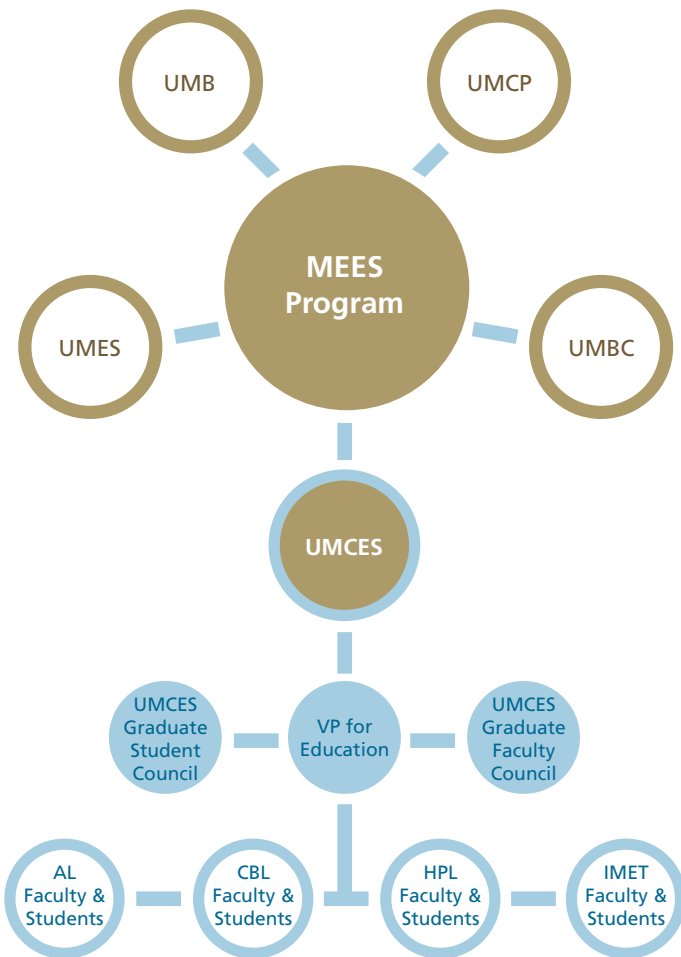 UMB
UMCP
MEES
Program
UMES
UMBC
UMCES
UMCES
Graduate
Student
Council
VP for
Education
UMCES
Graduate
Faculty
Council
AL
Faculty &
Students
CBL
Faculty &
Students
HPL
Faculty &
Students
IMET
Faculty &
Students